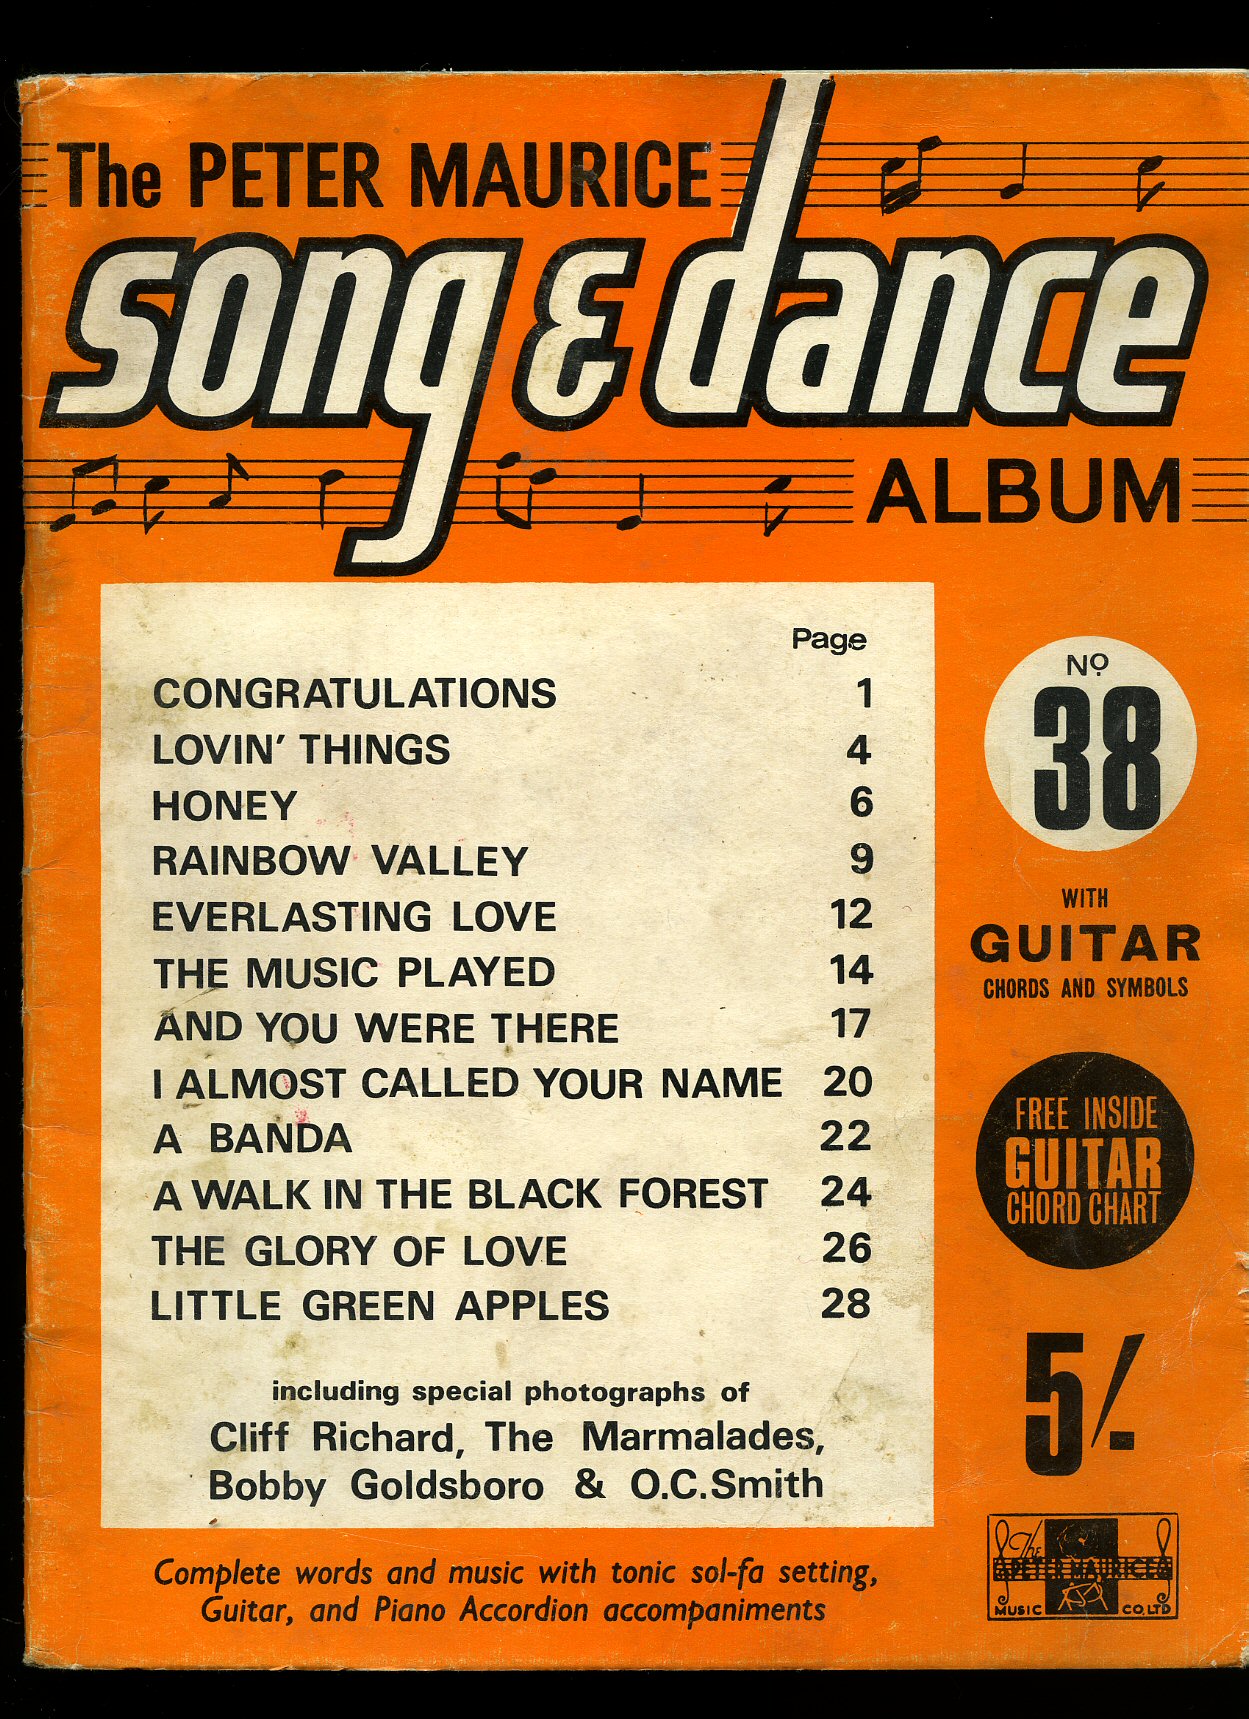 The PETER MAURICE
song & dance
ALBUM
Page
CONGRATULATIONS 1
LOVIN' THINGS 4
HONEY 6
RAINBOW VALLEY 9
EVERLASTING LOVE 12
THE MUSIC PLAYED 14
AND YOU WERE THERE 17
I ALMOST CALLED YOUR NAME 20
A BANDA 22
A WALK IN THE BLACK FOREST 24
THE GLORY OF LOVE 26
LITTLE GREEN APPLES 28
including special photographs of
Cliff Richard, The Marmalades,
Bobby Goldsboro & O.C.Smith
Complete words and music with tonic sol-fa setting,
Guitar, and Piano Accordion accompaniments
Nº
38
WITH
GUITAR
CHORDS AND SYMBOLS
FREE INSIDE
GUITAR
CHORD CHART
5/-
The
PETER MAURICE
MUSIC CO, LTD